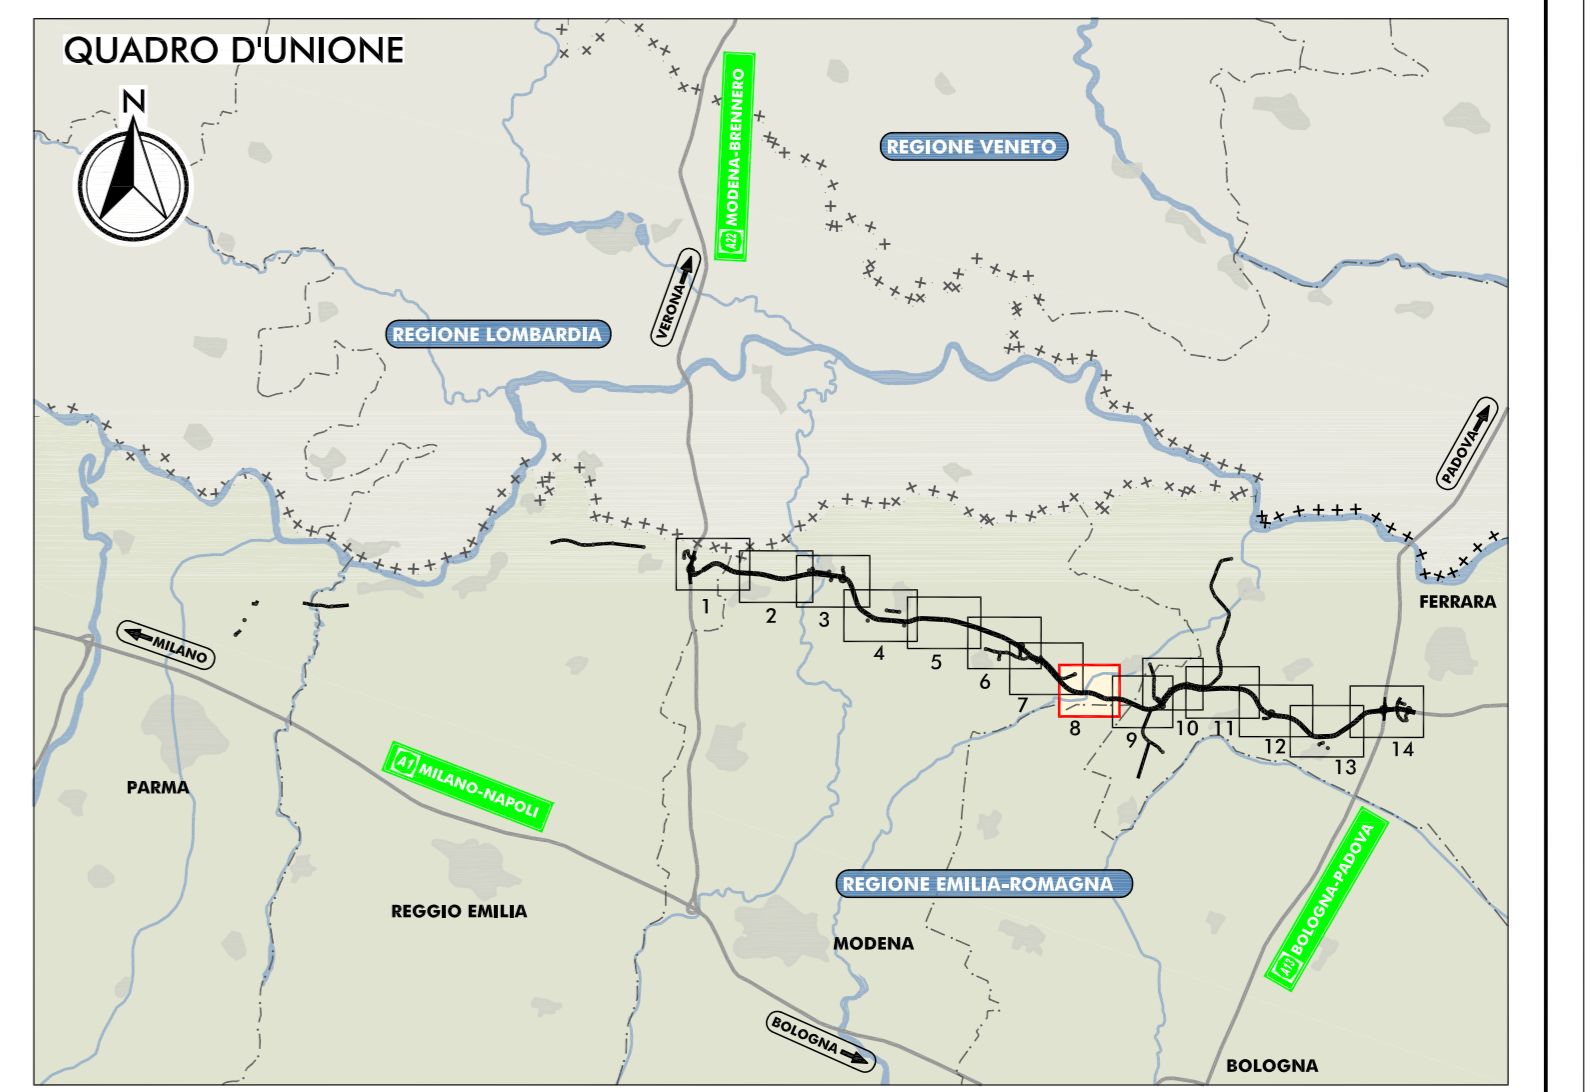 QUADRO D'UNIONE
N
A22 MODENA-BRENNERO
REGIONE VENETO
VERONA
REGIONE LOMBARDIA
PADOVA
FERRARA
MILANO
1
2
3
4
5
6
7
8
9
10
11
12
13
14
PARMA
A1 MILANO-NAPOLI
REGIONE EMILIA-ROMAGNA
A13 BOLOGNA-PADOVA
REGGIO EMILIA
MODENA
BOLOGNA
BOLOGNA